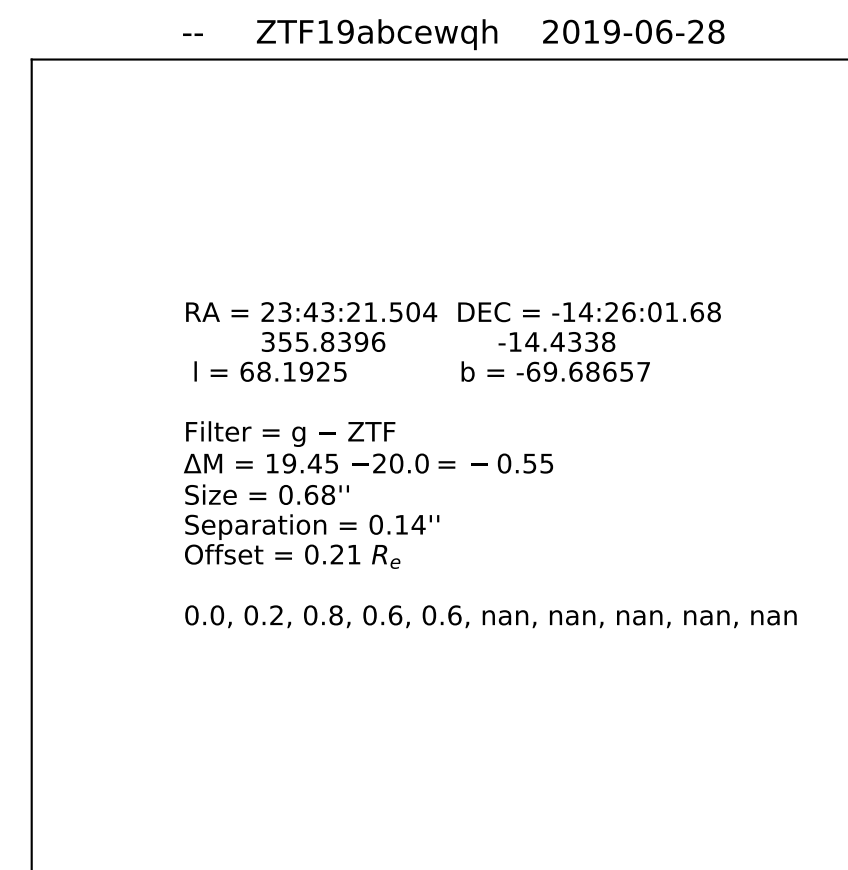 -- ZTF19abcewqh 2019-06-28
RA = 23:43:21.504 DEC = -14:26:01.68
355.8396 -14.4338
l = 68.1925 b = -69.68657
Filter = g − ZTF
ΔM = 19.45 −20.0 = − 0.55
Size = 0.68''
Separation = 0.14''
Offset = 0.21 Rₑ
0.0, 0.2, 0.8, 0.6, 0.6, nan, nan, nan, nan, nan